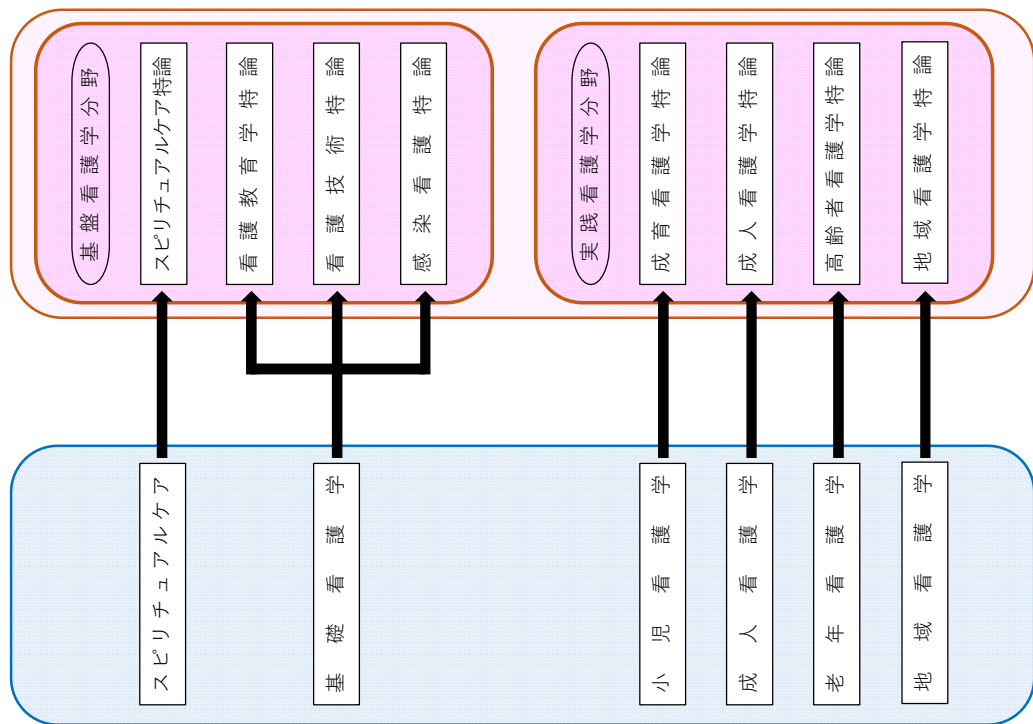 基盤看護学分野
スピリチュアルケア特論
看護教育学特論
看護技術特論
感染看護特論
実践看護学分野
成育看護学特論
成人看護学特論
高齢者看護学特論
地域看護学特論
スピリチュアルケア
基礎看護学
小児看護学
成人看護学
老年看護学
地域看護学